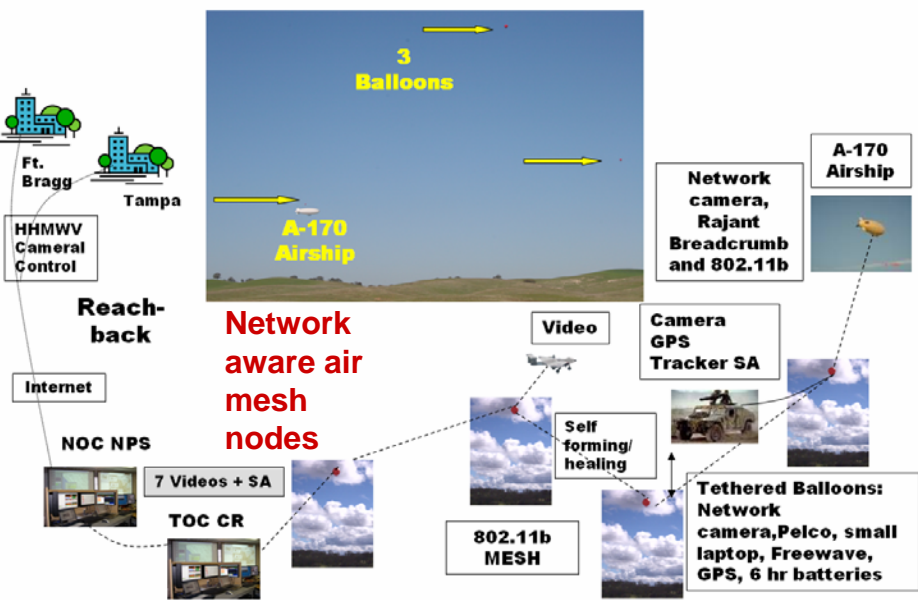 3
Balloons
A-170
Airship
Ft.
Bragg
Tampa
HHMWV
Cameral
Control
Reach-
back
Internet
NOC NPS
7 Videos + SA
TOC CR
Network
aware air
mesh
nodes
Video
802.11b
MESH
Self
forming/
healing
Camera
GPS
Tracker SA
Network
camera,
Rajant
Breadcrumb
and 802.11b
A-170
Airship
Tethered Balloons:
Network
camera,Pelco, small
laptop, Freewave,
GPS, 6 hr batteries